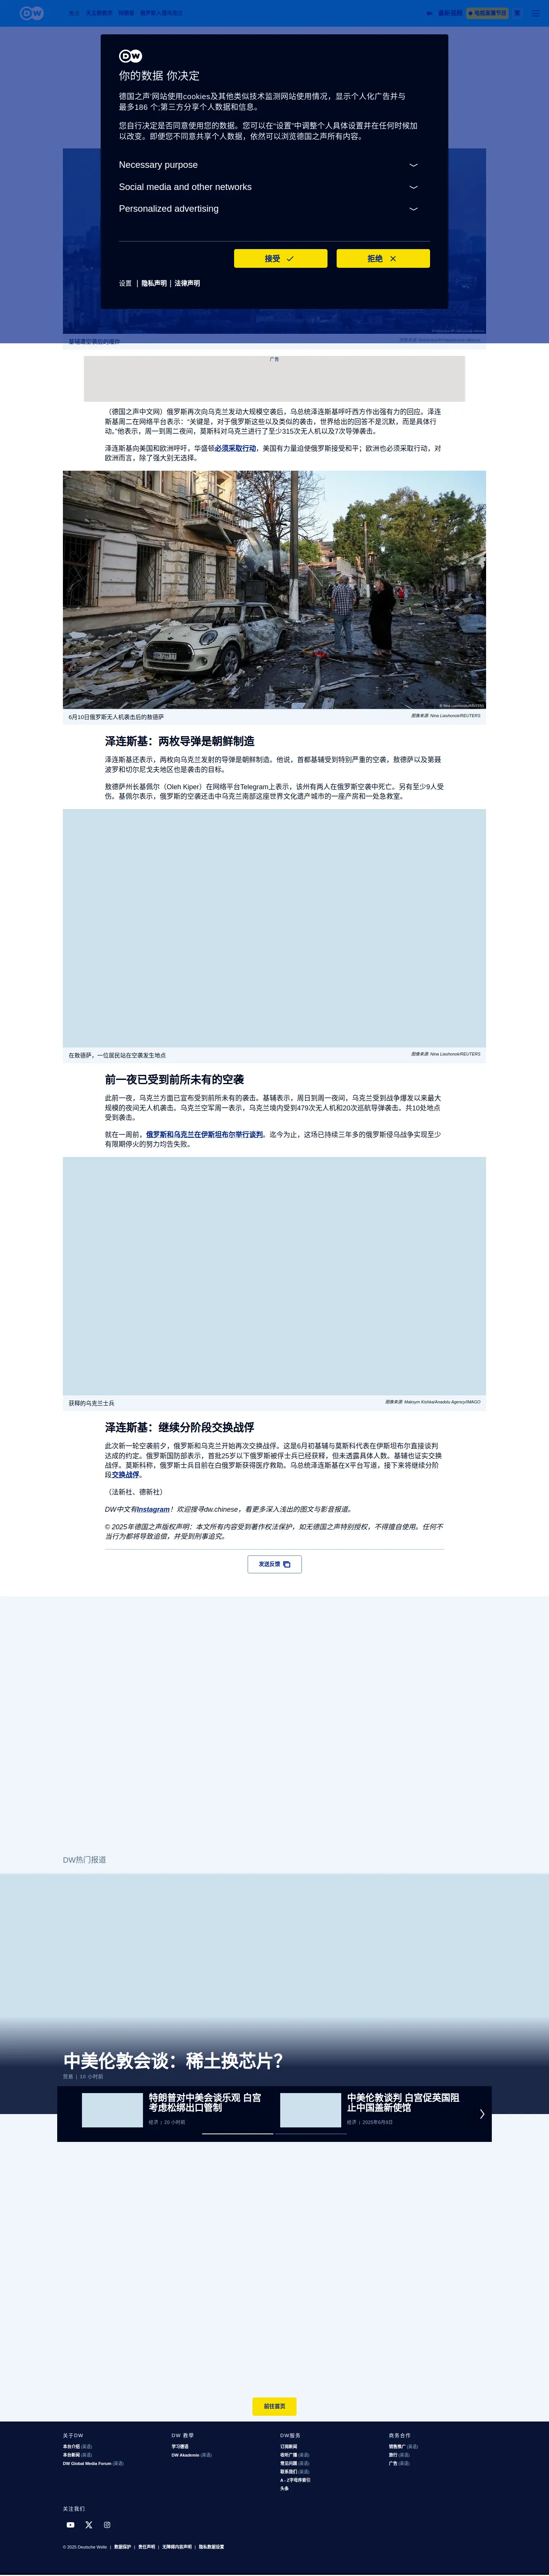 DW
你的数据 你决定
德国之声'网站使用cookies及其他类似技术监测网站使用情况，显示个人化广告并与
最多186 个;第三方分享个人数据和信息。
您自行决定是否同意使用您的数据。您可以在“设置”中调整个人具体设置并在任何时候加
以改变。即便您不同意共享个人数据，依然可以浏览德国之声所有内容。
Necessary purpose
Social media and other networks
Personalized advertising
接受
拒绝
设置 | 隐私声明 | 法律声明
广告
（德国之声中文网）俄罗斯再次向乌克兰发动大规模空袭后，乌总统泽连斯基呼吁西方作出强有力的回应。泽连
斯基周二在网络平台表示：“关键是，对于俄罗斯这些以及类似的袭击，世界给出的回答不是沉默，而是具体行
动。”他表示，周一到周二夜间，莫斯科对乌克兰进行了至少315次无人机以及7次导弹袭击。
泽连斯基向美国和欧洲呼吁，华盛顿必须采取行动，美国有力量迫使俄罗斯接受和平；欧洲也必须采取行动，对
欧洲而言，除了强大别无选择。
© Nina Liashonok/REUTERS
6月10日俄罗斯无人机袭击后的敖德萨
图像来源: Nina Liashonok/REUTERS
泽连斯基：两枚导弹是朝鲜制造
泽连斯基还表示，两枚向乌克兰发射的导弹是朝鲜制造。他说，首都基辅受到特别严重的空袭，敖德萨以及第聂
波罗和切尔尼戈夫地区也是袭击的目标。
敖德萨州长基佩尔（Oleh Kiper）在网络平台Telegram上表示，该州有两人在俄罗斯空袭中死亡。另有至少9人受
伤。基佩尔表示，俄罗斯的空袭还击中乌克兰南部这座世界文化遗产城市的一座产房和一处急救室。
在敖德萨，一位居民站在空袭发生地点
图像来源: Nina Liashonok/REUTERS
前一夜已受到前所未有的空袭
此前一夜，乌克兰方面已宣布受到前所未有的袭击。基辅表示，周日到周一夜间，乌克兰受到战争爆发以来最大
规模的夜间无人机袭击。乌克兰空军周一表示，乌克兰境内受到479次无人机和20次巡航导弹袭击。共10处地点
受到袭击。
就在一周前，俄罗斯和乌克兰在伊斯坦布尔举行谈判。迄今为止，这场已持续三年多的俄罗斯侵乌战争实现至少
有限期停火的努力均告失败。
获释的乌克兰士兵
图像来源: Maksym Kishka/Anadolu Agency/IMAGO
泽连斯基：继续分阶段交换战俘
此次新一轮空袭前夕，俄罗斯和乌克兰开始再次交换战俘。这是6月初基辅与莫斯科代表在伊斯坦布尔直接谈判
达成的约定。俄罗斯国防部表示，首批25岁以下俄罗斯被俘士兵已经获释，但未透露具体人数。基辅也证实交换
战俘。莫斯科称，俄罗斯士兵目前在白俄罗斯获得医疗救助。乌总统泽连斯基在X平台写道，接下来将继续分阶
段交换战俘。
（法新社、德新社）
DW中文有Instagram！欢迎搜寻dw.chinese，看更多深入浅出的图文与影音报道。
© 2025年德国之声版权声明：本文所有内容受到著作权法保护，如无德国之声特别授权，不得擅自使用。任何不
当行为都将导致追偿，并受到刑事追究。
发送反馈
DW热门报道
中美伦敦会谈：稀土换芯片？
贸易 | 10 小时前
特朗普对中美会谈乐观 白宫
考虑松绑出口管制
经济 | 20 小时前
中美伦敦谈判 白宫促英国阻
止中国盖新使馆
经济 | 2025年6月9日
前往首页
关于DW
本台介绍 (英语)
本台新闻 (英语)
DW Global Media Forum (英语)
DW 教學
学习德语
DW Akademie (英语)
DW服务
订阅新闻
收听广播 (英语)
常见问题 (英语)
联系我们 (英语)
A - Z字母序索引
头条
商务合作
销售推广 (英语)
旅行 (英语)
广告 (英语)
关注我们
© 2025 Deutsche Welle | 数据保护 | 责任声明 | 无障碍内容声明 | 隐私数据设置